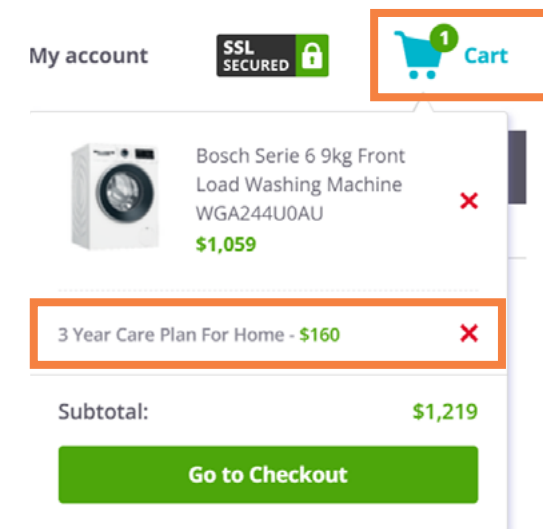 My account
SSL
SECURED
1
Cart
Bosch Serie 6 9kg Front
Load Washing Machine
WGA244U0AU
$1,059
3 Year Care Plan For Home - $160
Subtotal:
$1,219
Go to Checkout